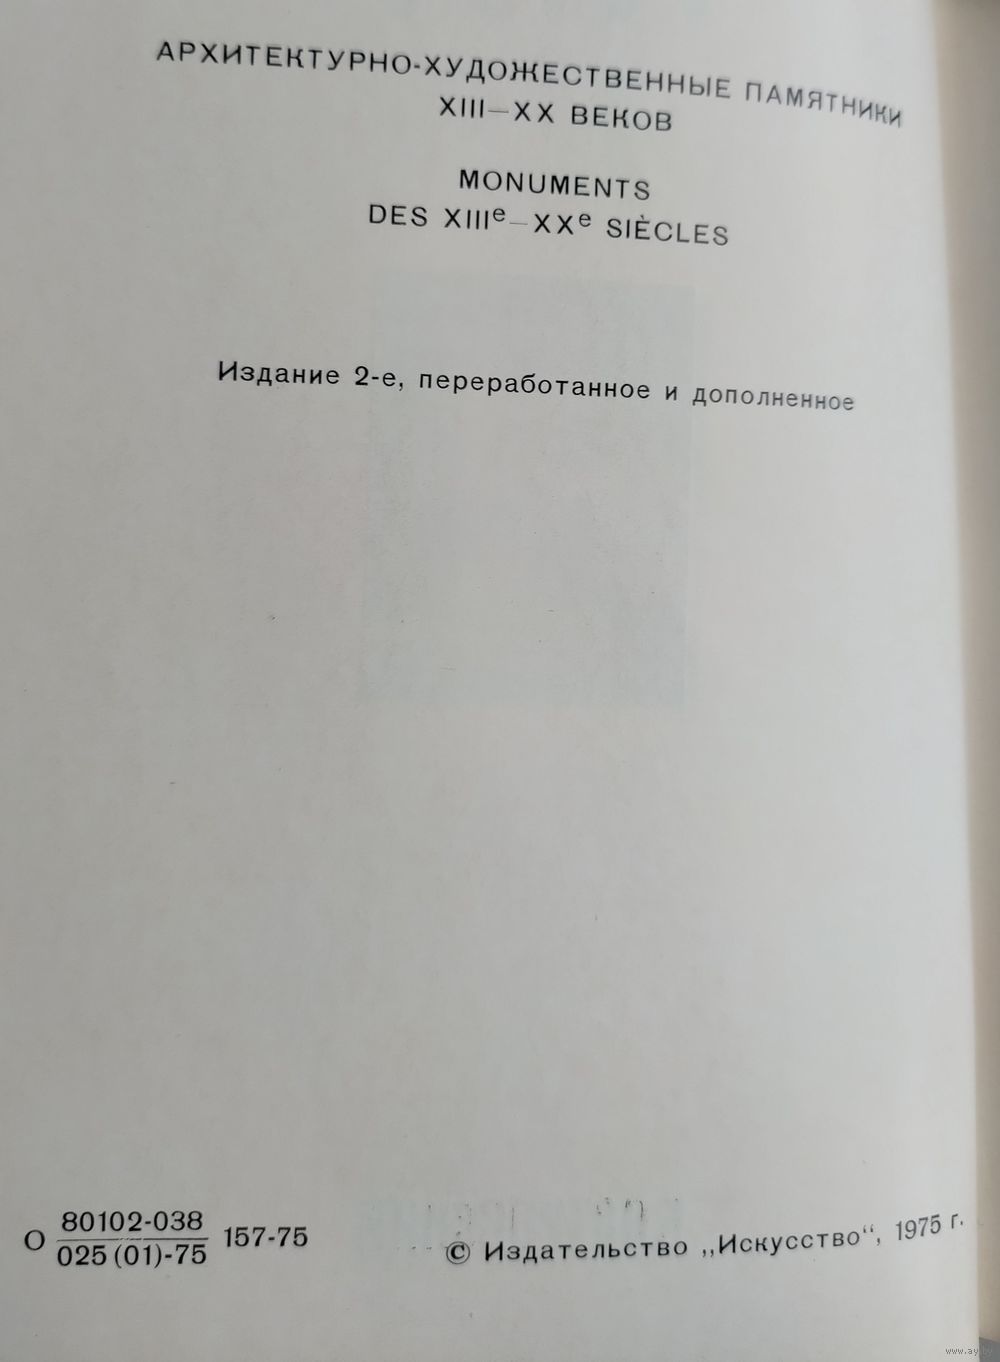 АРХИТЕКТУРНО-ХУДОЖЕСТВЕННЫЕ ПАМЯТНИКИ
XIII—XX ВЕКОВ
MONUMENTS
DES XIIIe—XXe SIÈCLES
Издание 2-е, переработанное и дополненное
О 80102-038
025(01)-75 157-75
© Издательство „Искусство“, 1975 г.